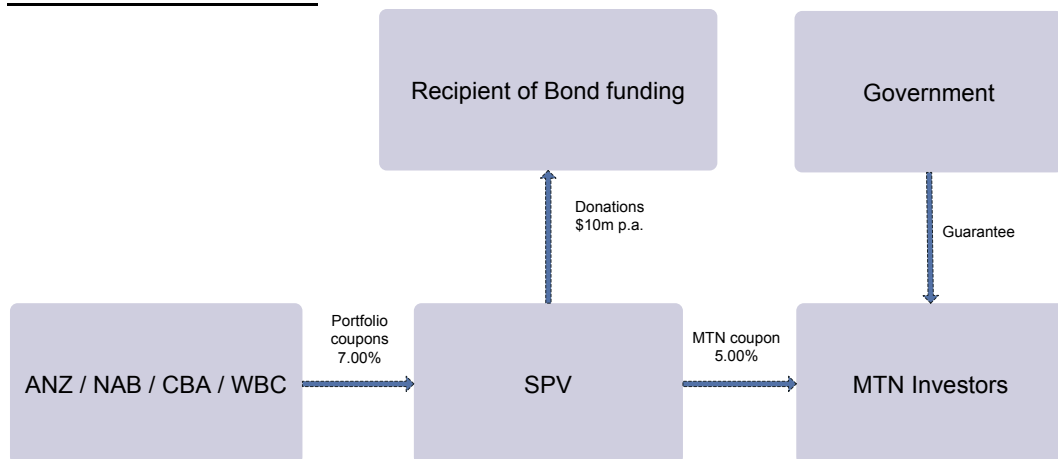 Recipient of Bond funding
Government
Donations
$10m p.a.
Guarantee
Portfolio
coupons
7.00%
MTN coupon
5.00%
ANZ / NAB / CBA / WBC
SPV
MTN Investors